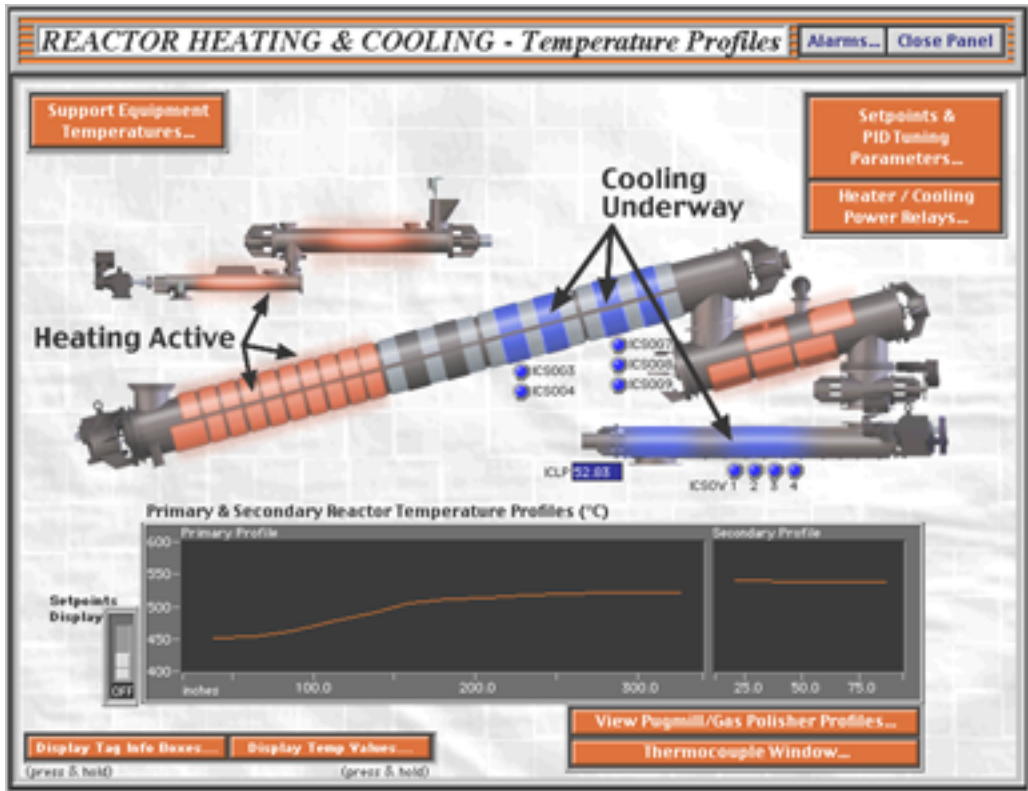 REACTOR HEATING & COOLING - Temperature Profiles
Alarms...
Close Panel
Support Equipment
Temperatures...
Setpoints &
PID Tuning
Parameters...
Heater / Cooling
Power Relays...
Cooling
Underway
Heating Active
ICS003
ICS004
ICS007
ICS008
ICS009
ICLP 52.83
ICSDV 1 2 3 4
Primary & Secondary Reactor Temperature Profiles (°C)
Primary Profile
Secondary Profile
600
550
500
450
400
inches
100.0
200.0
300.0
25.0
50.0
75.0
Setpoints
Display
OFF
View Pugmill/Gas Polisher Profiles...
Thermocouple Window...
Display Tag Info Boxes....
Display Temp Values....
(press & hold)
(press & hold)